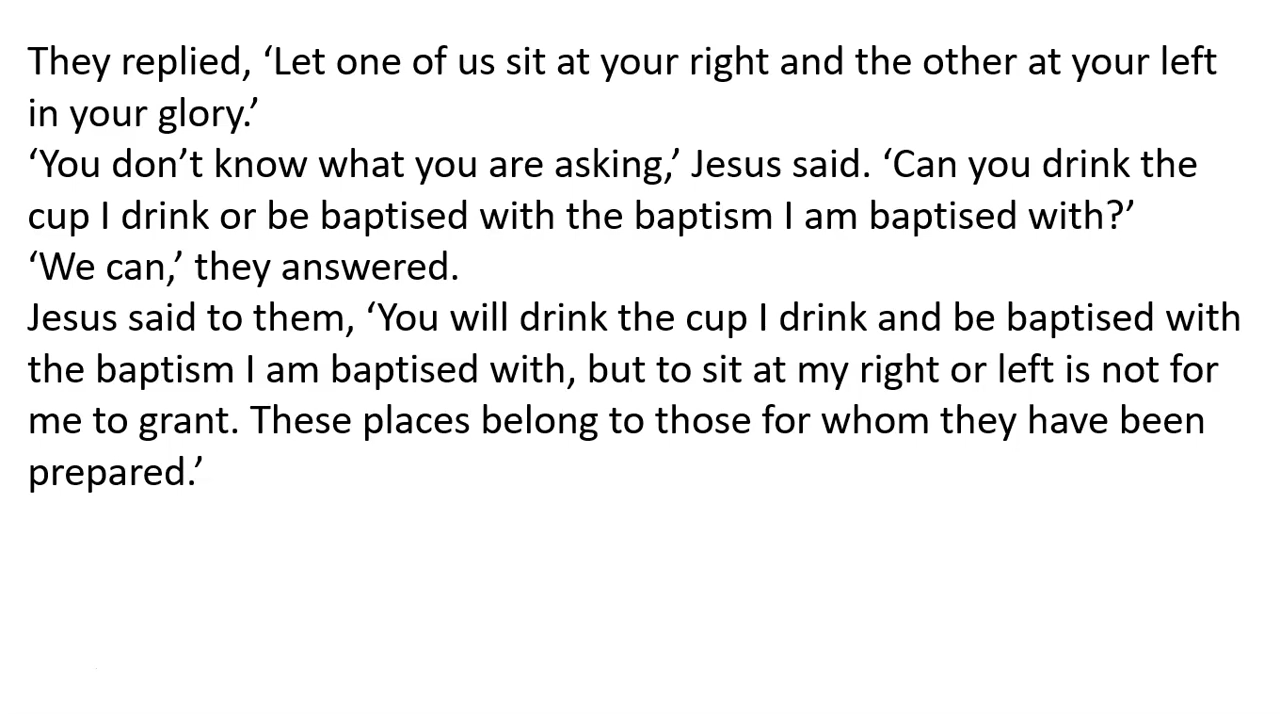 They replied, ‘Let one of us sit at your right and the other at your left
in your glory.’
‘You don’t know what you are asking,’ Jesus said. ‘Can you drink the
cup I drink or be baptised with the baptism I am baptised with?’
‘We can,’ they answered.
Jesus said to them, ‘You will drink the cup I drink and be baptised with
the baptism I am baptised with, but to sit at my right or left is not for
me to grant. These places belong to those for whom they have been
prepared.’